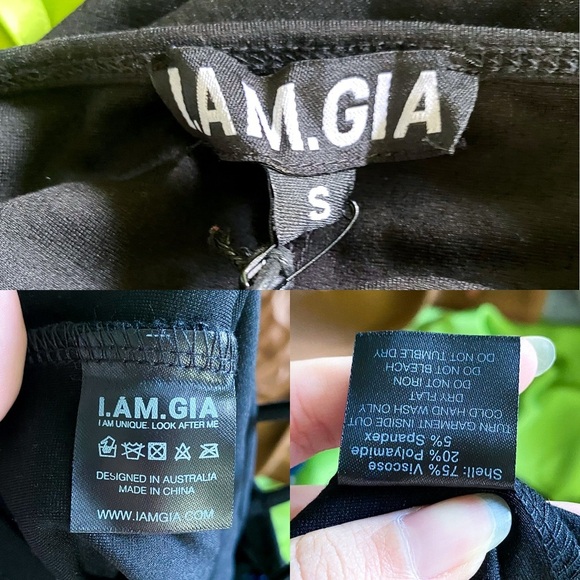 I.AM.GIA
S
I.AM.GIA
I AM UNIQUE. LOOK AFTER ME
DESIGNED IN AUSTRALIA
MADE IN CHINA
WWW.IAMGIA.COM
Shell: 75% Viscose
20% Polyamide
5% Spandex
TURN GARMENT INSIDE OUT
COLD HAND WASH ONLY
DRY FLAT
DO NOT IRON
DO NOT BLEACH
DO NOT TUMBLE DRY